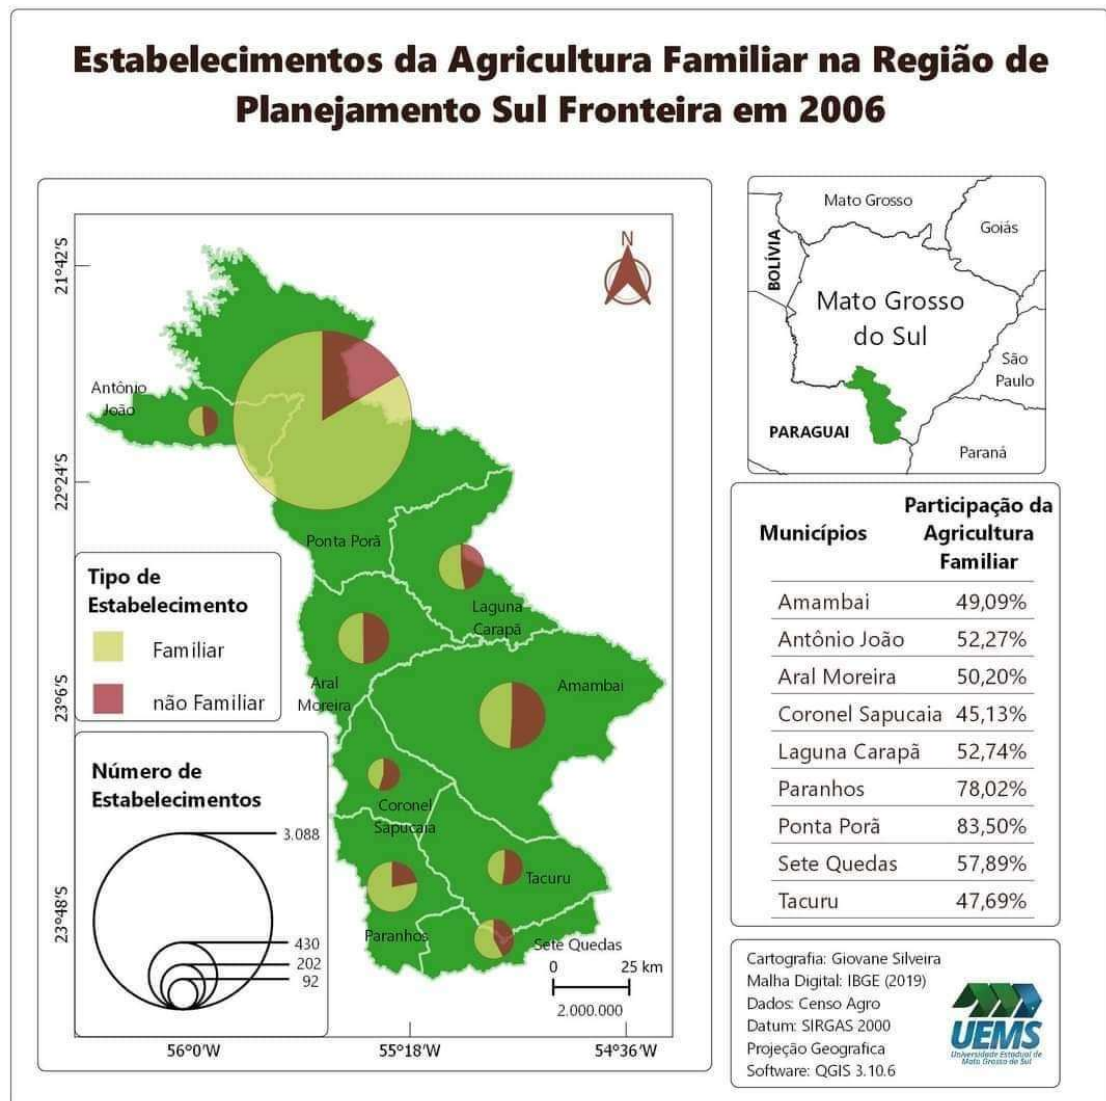 Estabelecimentos da Agricultura Familiar na Região de
Planejamento Sul Fronteira em 2006
N
21°42'S
22°24'S
23°6'S
23°48'S
56°0'W
55°18'W
54°36'W
Antônio
João
Ponta Porã
Laguna
Carapã
Aral
Moreira
Amambai
Coronel
Sapucaia
Tacuru
Paranhos
Sete Quedas
0 25 km
2.000.000
Tipo de
Estabelecimento
Familiar
não Familiar
Número de
Estabelecimentos
3.088
430
202
92
Mato Grosso
Goiás
BOLÍVIA
Mato Grosso
do Sul
São
Paulo
PARAGUAI
Paraná
Municípios
Participação da
Agricultura
Familiar
Amambai 49,09%
Antônio João 52,27%
Aral Moreira 50,20%
Coronel Sapucaia 45,13%
Laguna Carapã 52,74%
Paranhos 78,02%
Ponta Porã 83,50%
Sete Quedas 57,89%
Tacuru 47,69%
Cartografia: Giovane Silveira
Malha Digital: IBGE (2019)
Dados: Censo Agro
Datum: SIRGAS 2000
Projeção Geografica
Software: QGIS 3.10.6
UEMS
Universidade Estadual de
Mato Grosso do Sul